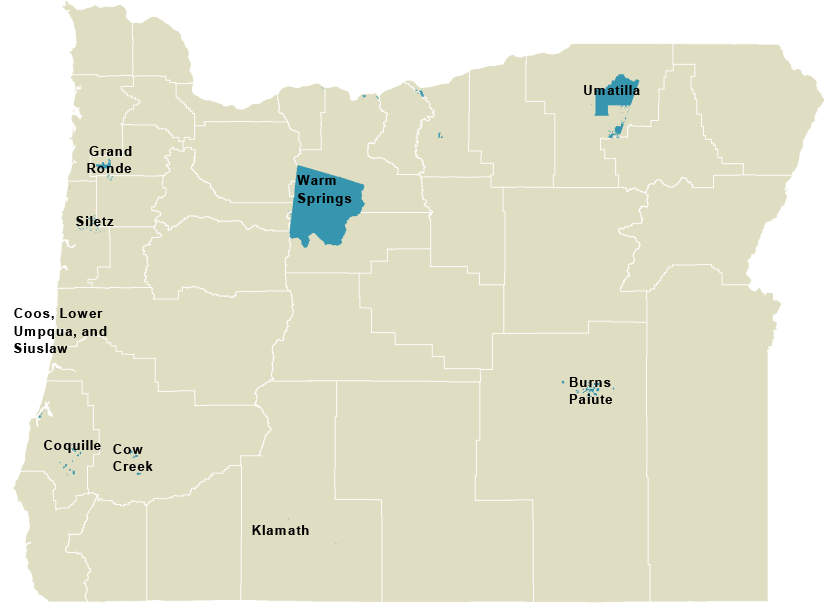 Umatilla
Grand
Ronde
Warm
Springs
Siletz
Coos, Lower
Umpqua, and
Siuslaw
Burns
Paiute
Coquille
Cow
Creek
Klamath